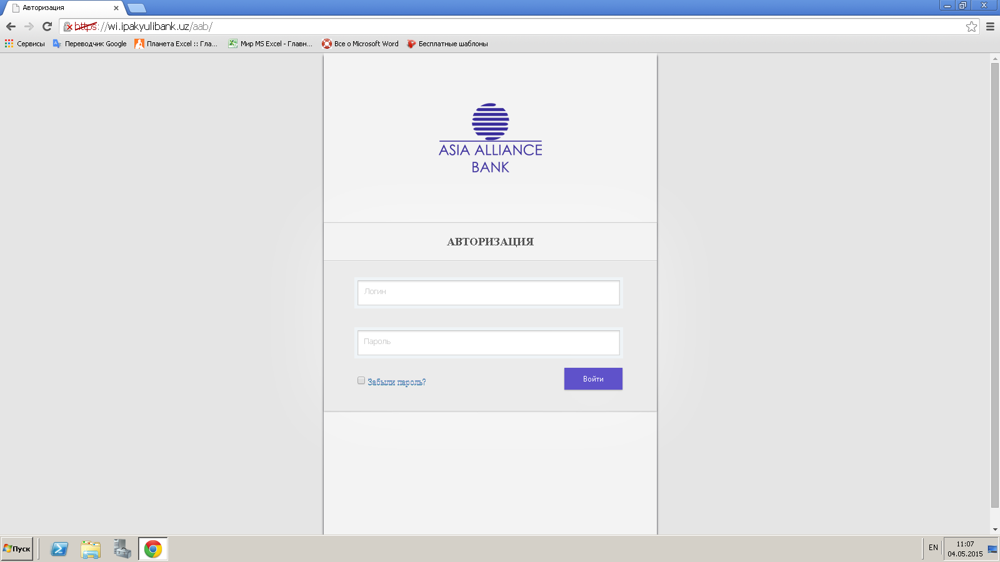 Авторизация
https://wi.ipakyulibank.uz/aab/
Сервисы
Переводчик Google
Планета Excel :: Гла...
Мир MS Excel - Главн...
Все о Microsoft Word
Бесплатные шаблоны
ASIA ALLIANCE
BANK
АВТОРИЗАЦИЯ
Логин
Пароль
Забыли пароль?
Войти
Пуск
EN
11:07
04.05.2015